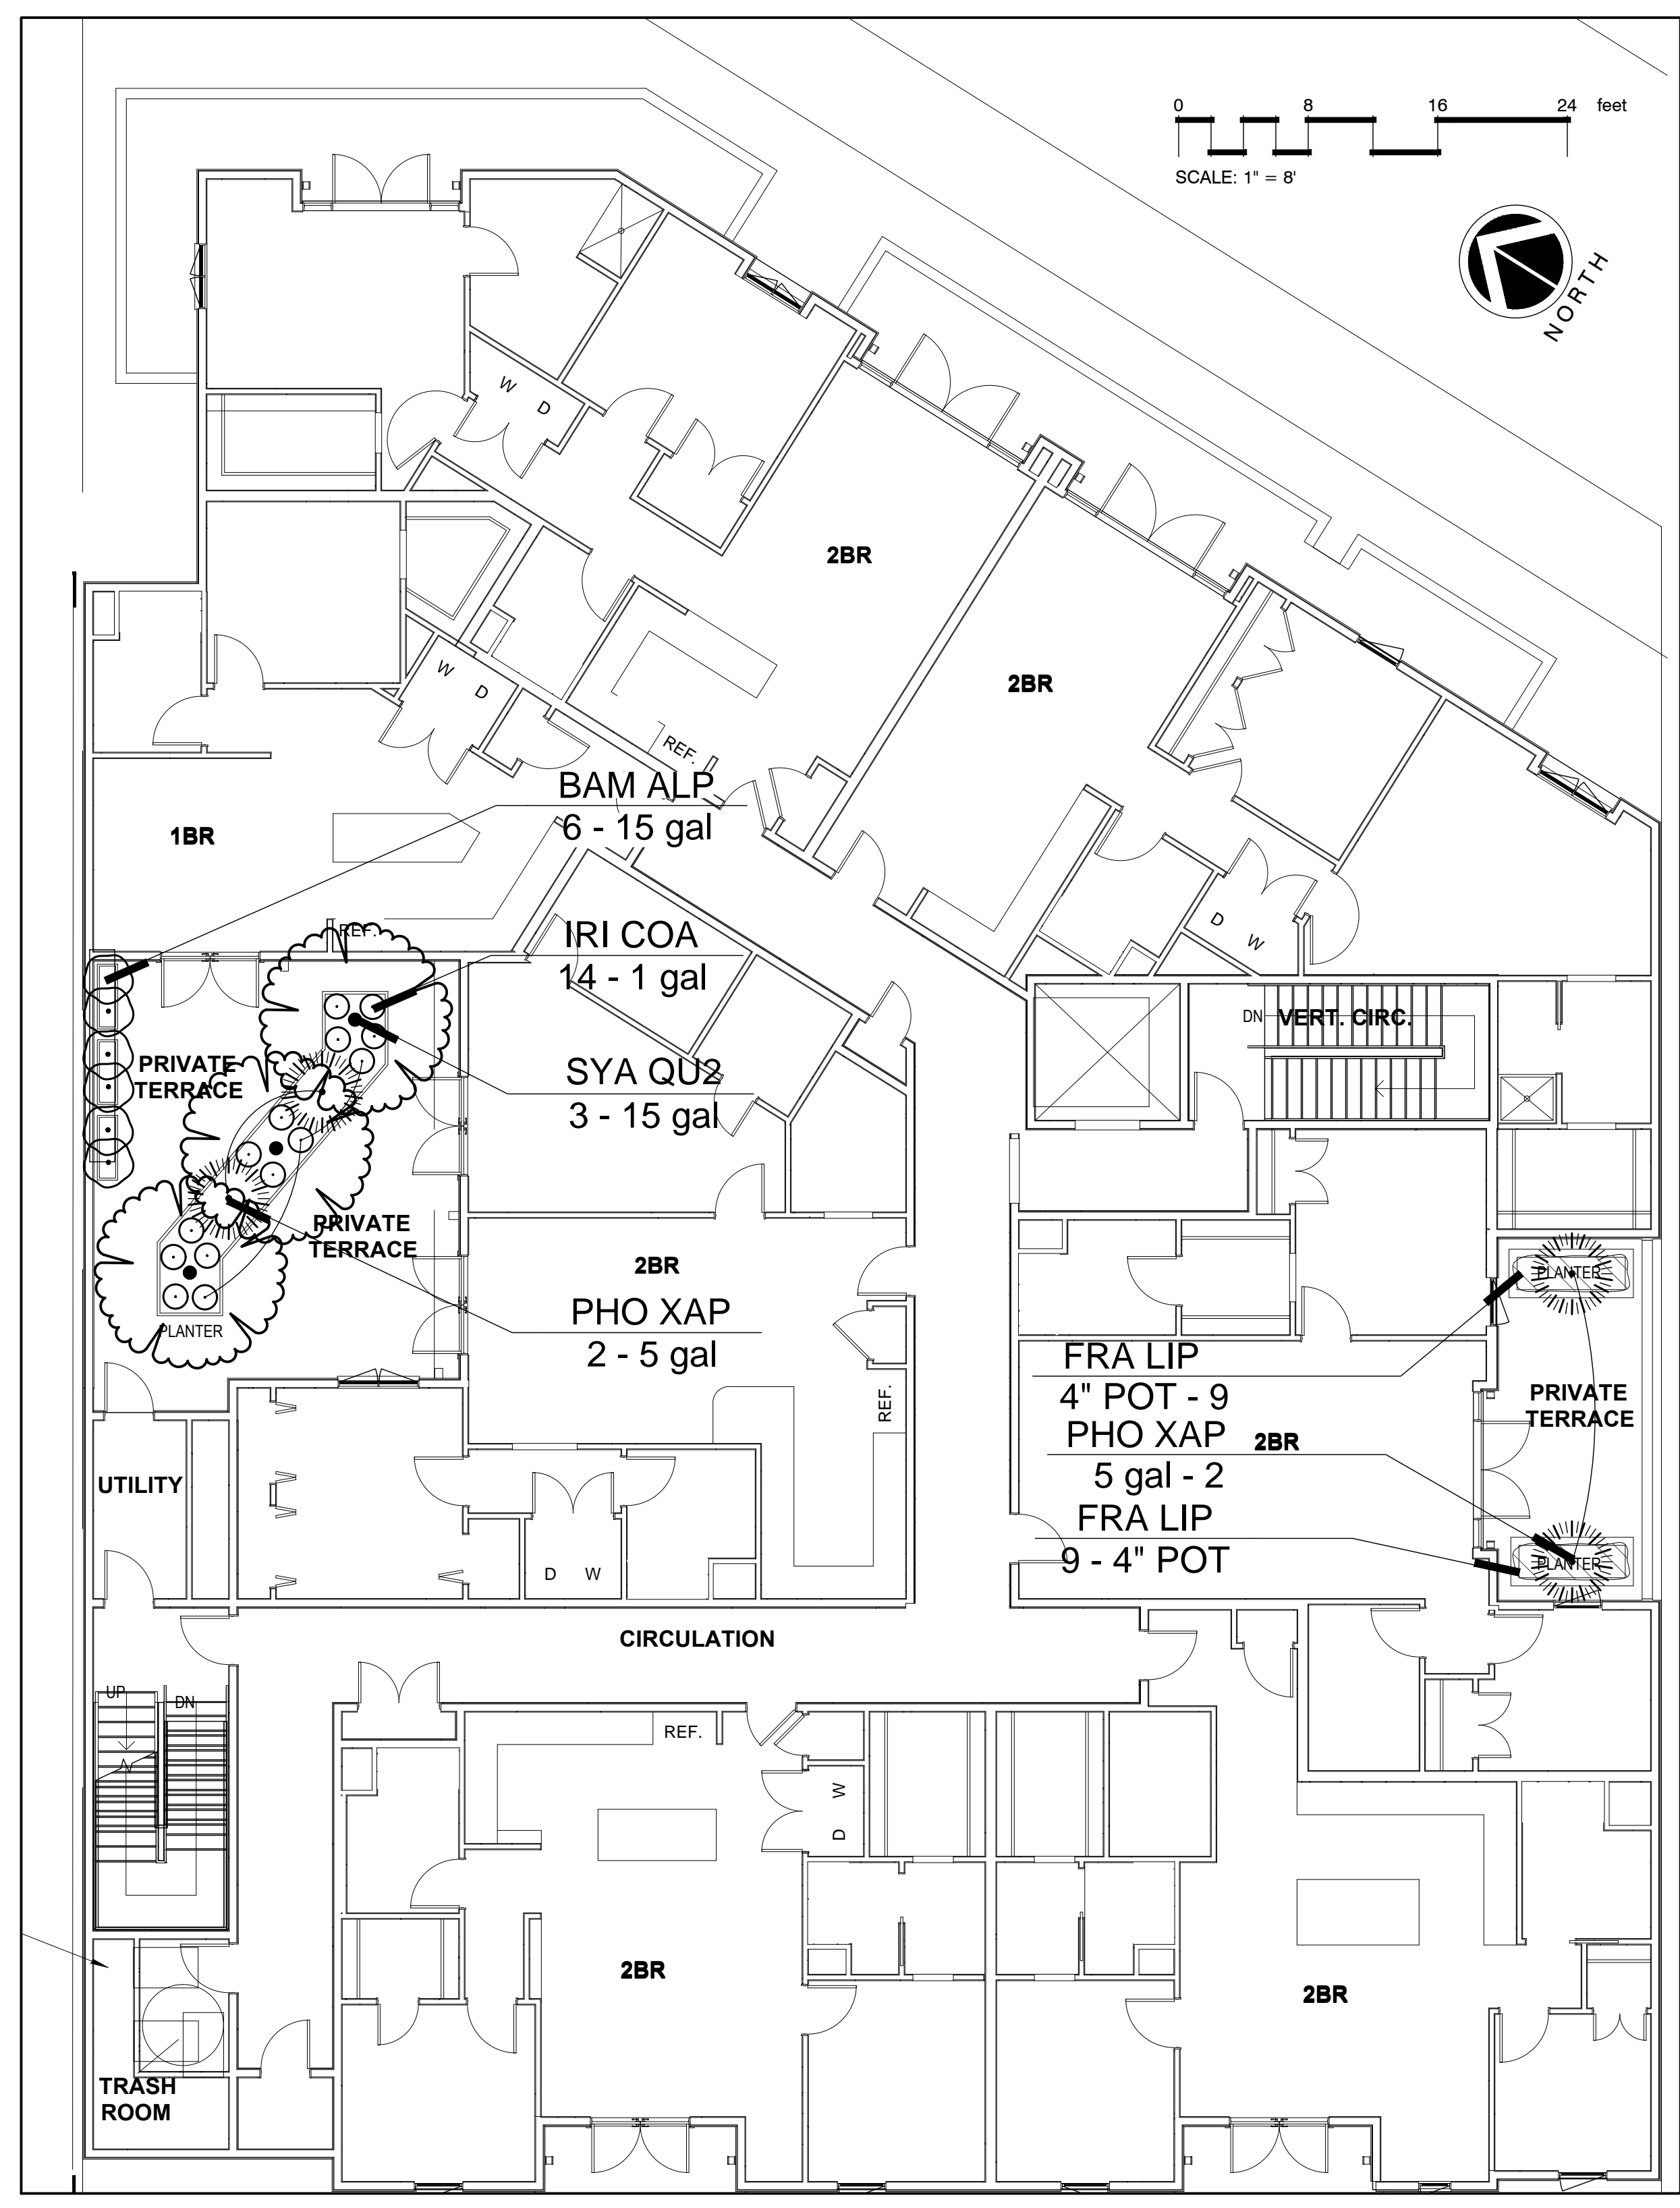 0 8 16 24 feet
SCALE: 1" = 8'
NORTH
W
D
2BR
W
D
2BR
REF.
BAM ALP
6 - 15 gal
1BR
D
W
REF.
IRI COA
14 - 1 gal
DN
VERT. CIRC.
PRIVATE
TERRACE
SYA QU2
3 - 15 gal
PRIVATE
TERRACE
2BR
PLANTER
PHO XAP
2 - 5 gal
PLANTER
FRA LIP
4" POT - 9
PRIVATE
TERRACE
REF.
PHO XAP
2BR
5 gal - 2
UTILITY
FRA LIP
9 - 4" POT
PLANTER
D W
CIRCULATION
UP
DN
REF.
W
D
2BR
2BR
TRASH
ROOM